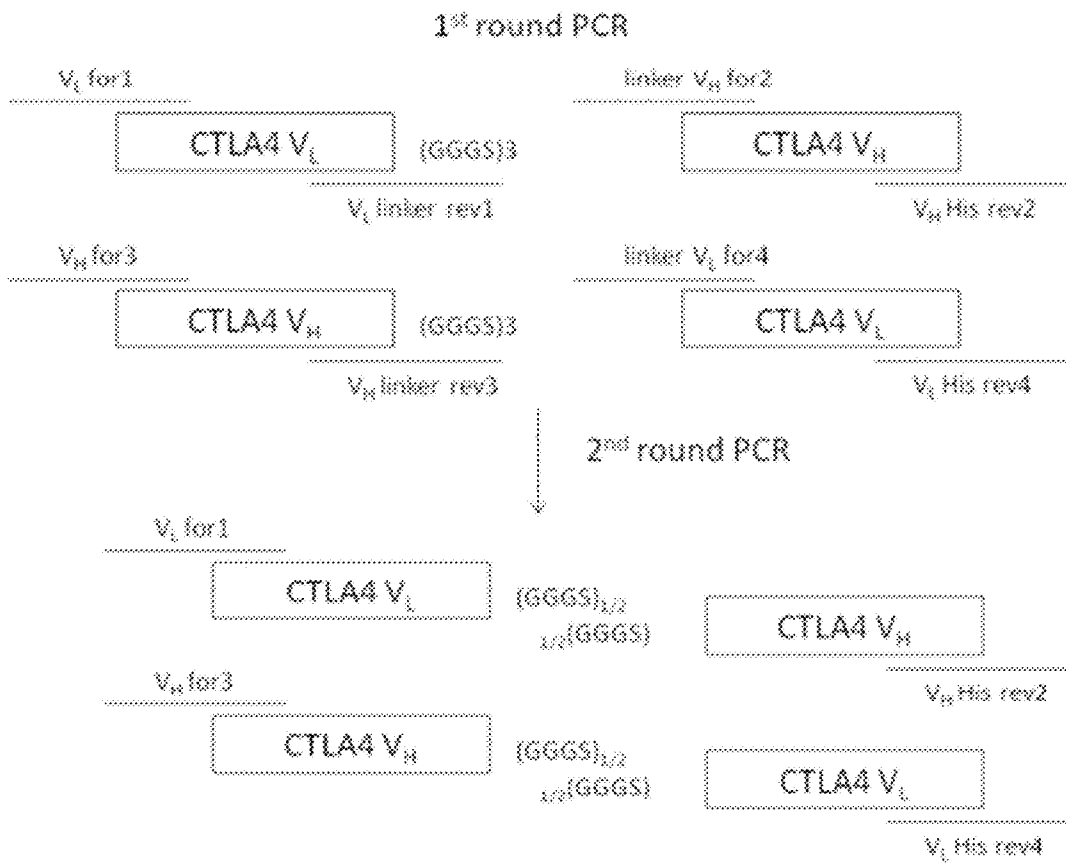 1st round PCR
VL for1
linker VH for2
CTLA4 VL
(GGGS)3
CTLA4 VH
VL linker rev1
VH His rev2
VH for3
linker VL for4
CTLA4 VH
(GGGS)3
CTLA4 VL
VH linker rev3
VL His rev4
2nd round PCR
VL for1
CTLA4 VL
(GGGS)1/2
1/2(GGGS)
CTLA4 VH
VH His rev2
VH for3
CTLA4 VH
(GGGS)1/2
1/2(GGGS)
CTLA4 VL
VL His rev4